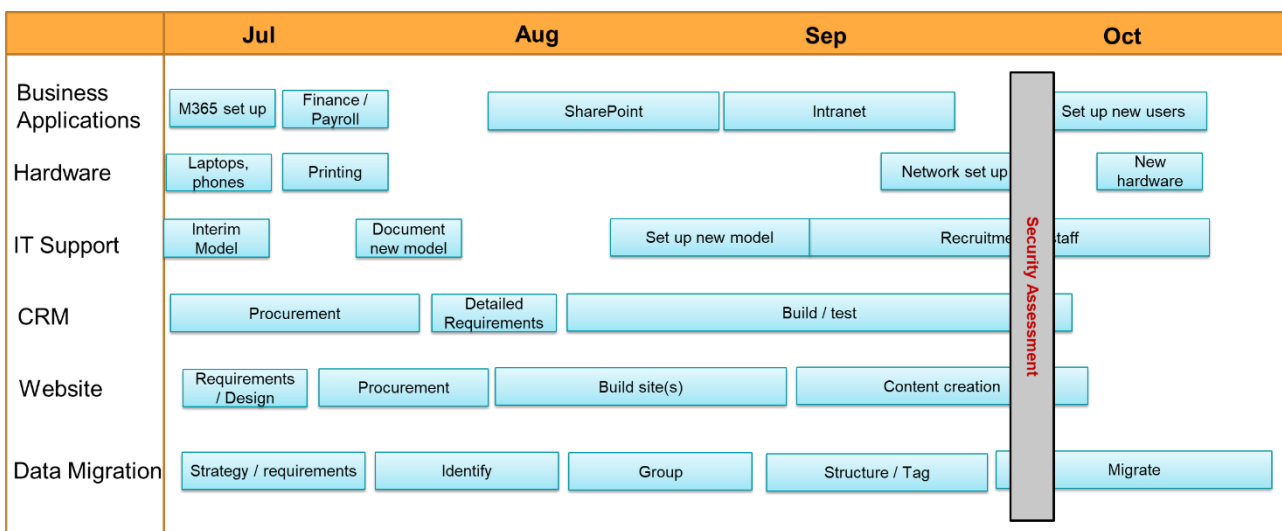 Jul Aug Sep Oct
Business
Applications
M365 set up
Finance /
Payroll
SharePoint
Intranet
Set up new users
Hardware
Laptops,
phones
Printing
Network set up
New
hardware
IT Support
Interim
Model
Document
new model
Set up new model
Recruitme
staff
CRM
Procurement
Detailed
Requirements
Build / test
Website
Requirements
/ Design
Procurement
Build site(s)
Content creation
Data Migration
Strategy / requirements
Identify
Group
Structure / Tag
Migrate
Security Assessment